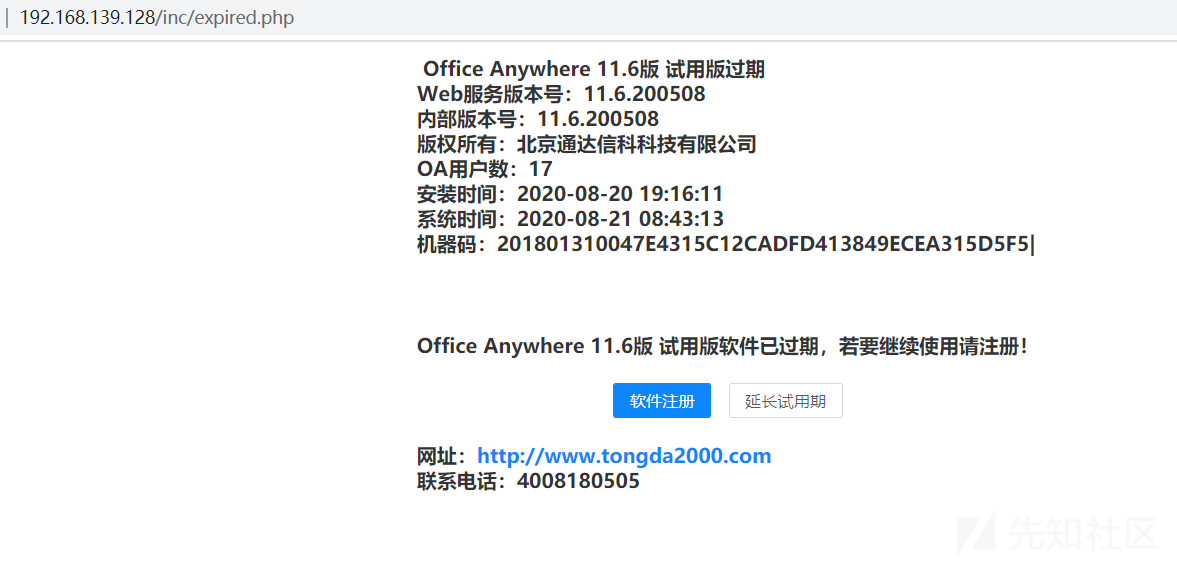 192.168.139.128/inc/expired.php
Office Anywhere 11.6版 试用版过期
Web服务版本号：11.6.200508
内部版本号：11.6.200508
版权所有：北京通达信科科技有限公司
OA用户数：17
安装时间：2020-08-20 19:16:11
系统时间：2020-08-21 08:43:13
机器码：201801310047E4315C12CADFD413849ECEA315D5F5|
Office Anywhere 11.6版 试用版软件已过期，若要继续使用请注册！
软件注册 延长试用期
网址：http://www.tongda2000.com
联系电话：4008180505
先知社区